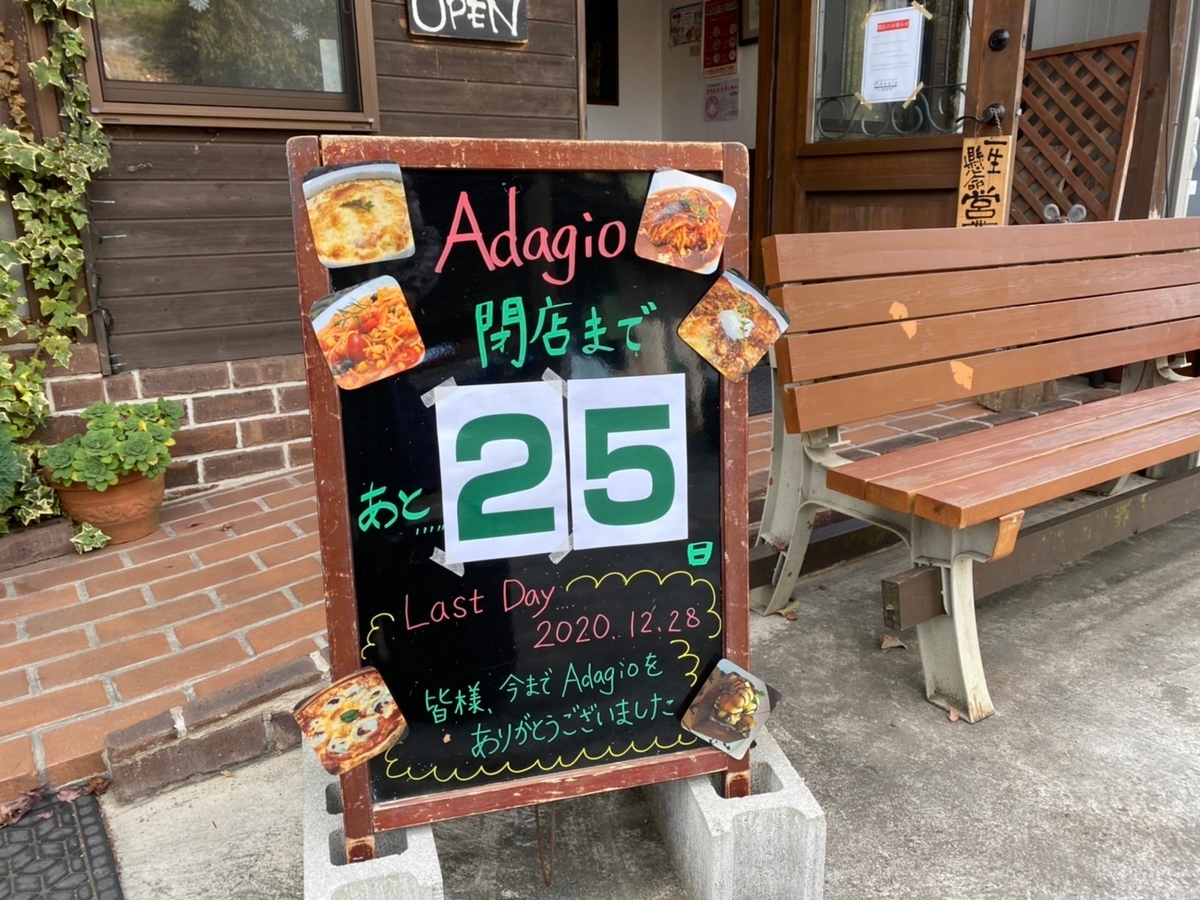 OPEN
一生
懸命
営
Adagio
閉店まで
あと.....
25
日
Last Day....
2020..12.28
皆様、今まで Adagioを
ありがとうございました